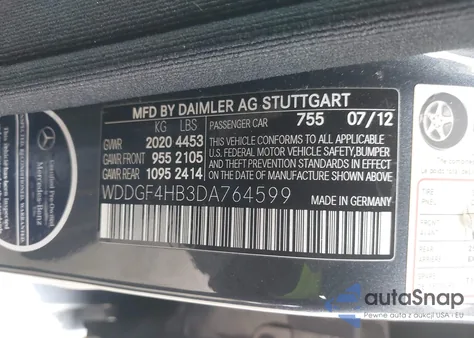 MFD BY DAIMLER AG STUTTGART
KG LBS PASSENGER CAR 755 07/12
GVWR 2020 4453
GAWR FRONT 955 2105
GAWR REAR 1095 2414
THIS VEHICLE CONFORMS TO ALL APPLICABLE
U.S. FEDERAL MOTOR VEHICLE SAFETY, BUMPER
AND THEFT PREVENTION STANDARDS IN EFFECT
ON THE DATE OF MANUFACTURE SHOWN ABOVE.
WDDGF4HB3DA764599 MADE IN GERMANY
Mercedes-Benz
autoSnap
Pewne auta z aukcji USA i EU